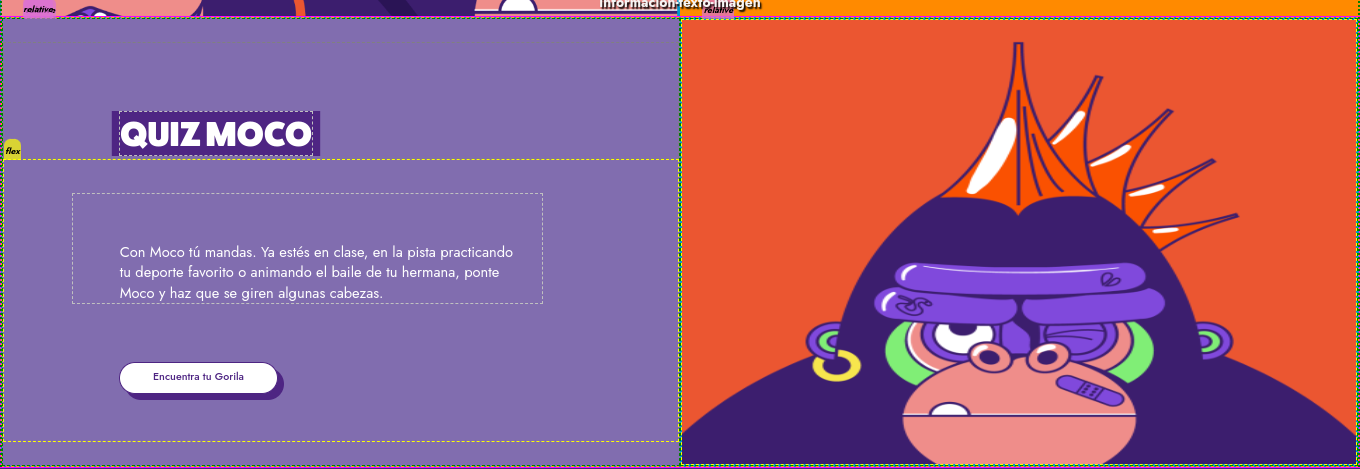 relative,
informacion-texto-imagen
relative
QUIZ MOCO
flex
Con Moco tú mandas. Ya estés en clase, en la pista practicando
tu deporte favorito o animando el baile de tu hermana, ponte
Moco y haz que se giren algunas cabezas.
Encuentra tu Gorila